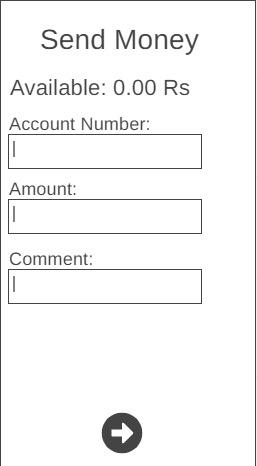 Send Money
Available: 0.00 Rs
Account Number:
Amount:
Comment: